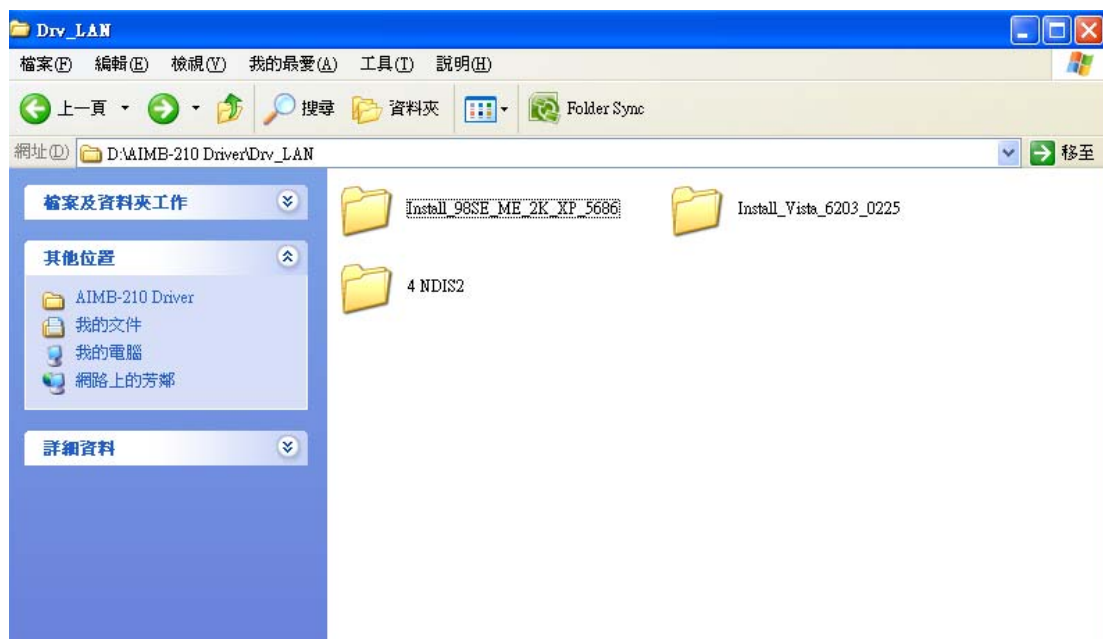 Drv_LAN
檔案(F) 編輯(E) 檢視(V) 我的最愛(A) 工具(T) 說明(H)
上一頁 搜尋 資料夾 Folder Sync
網址(D) D:\AIMB-210 Driver\Drv_LAN 移至
檔案及資料夾工作
其他位置
AIMB-210 Driver
我的文件
我的電腦
網路上的芳鄰
詳細資料
Install_98SE_ME_2K_XP_5686 Install_Vista_6203_0225
4 NDIS2